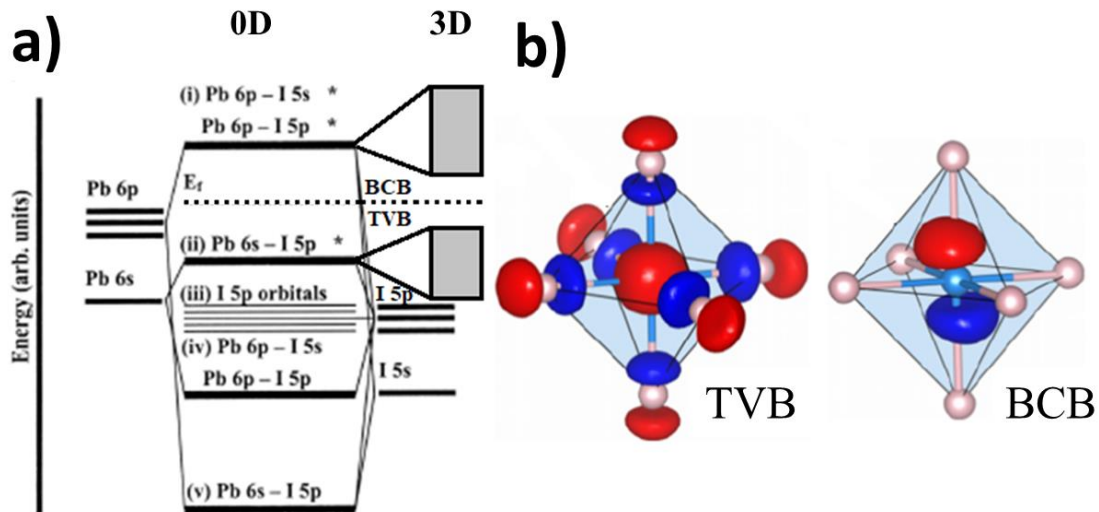 a)
0D
3D
b)
(i) Pb 6p – I 5s *
Pb 6p – I 5p *
Pb 6p
E_f
BCB
TVB
(ii) Pb 6s – I 5p *
Pb 6s
(iii) I 5p orbitals
I 5p
(iv) Pb 6p – I 5s
Pb 6p – I 5p
I 5s
(v) Pb 6s – I 5p
Energy (arb. units)
TVB
BCB